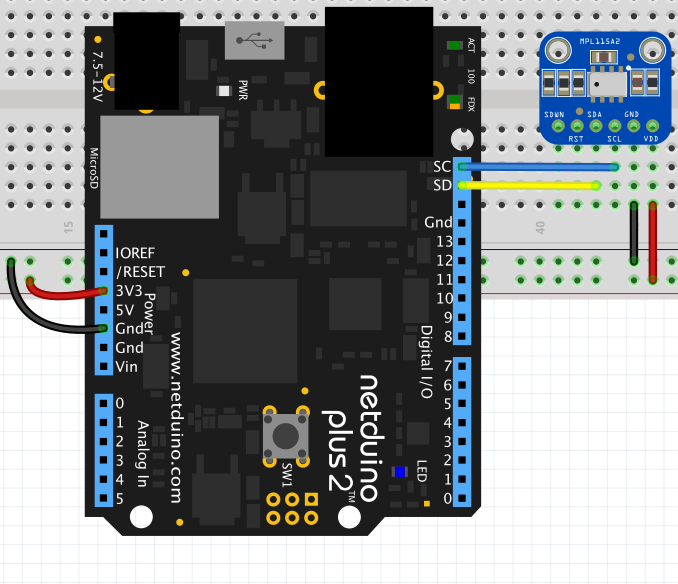 7.5-12V
PWR
ACT
100
FDX
MicroSD
MPL115A2
SDWN
SDA
GND
RST
SCL
VDD
SC
SD
15
40
IOREF
/RESET
3V3
5V
Gnd
Gnd
Vin
Power
Gnd
13
12
11
10
9
8
Digital I/O
7
6
5
4
3
2
1
0
0
1
2
3
4
5
Analog In
www.netduino.com
netduino
plus 2™
SW1
LED